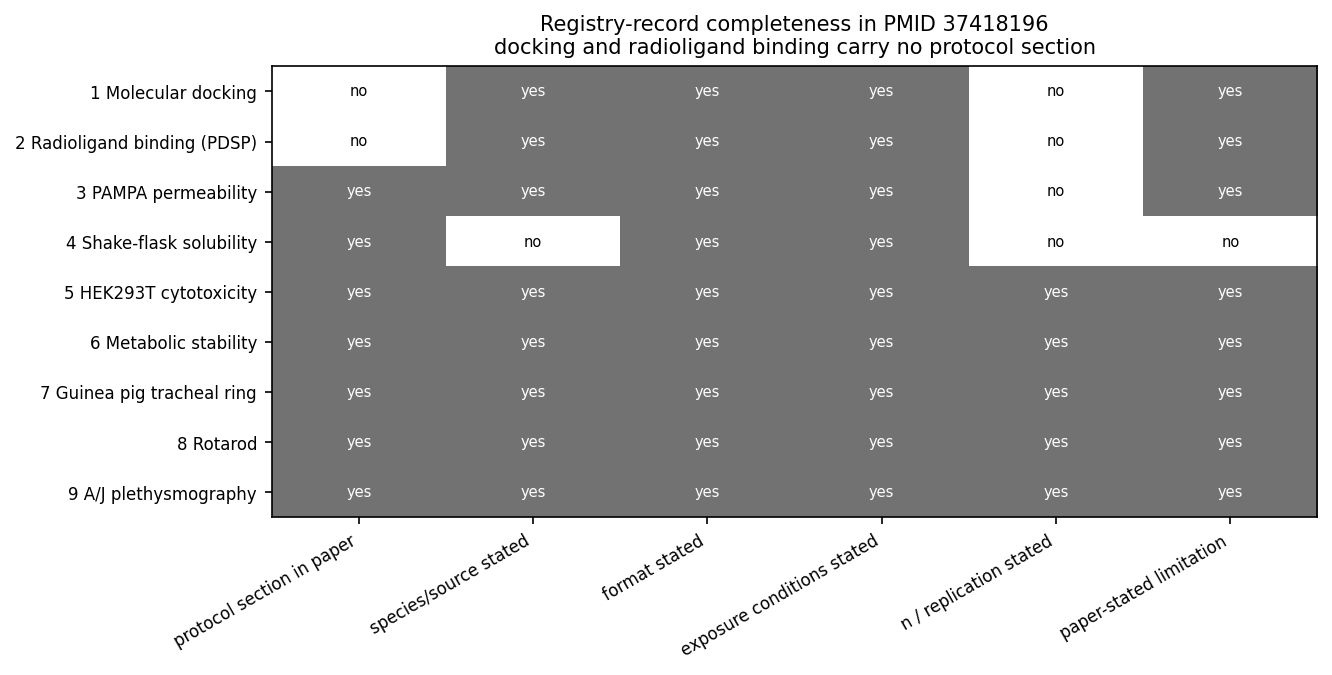 Registry-record completeness in PMID 37418196
docking and radioligand binding carry no protocol section
1 Molecular docking no yes yes yes no yes
2 Radioligand binding (PDSP) no yes yes yes no yes
3 PAMPA permeability yes yes yes yes no yes
4 Shake-flask solubility yes no yes yes no no
5 HEK293T cytotoxicity yes yes yes yes yes yes
6 Metabolic stability yes yes yes yes yes yes
7 Guinea pig tracheal ring yes yes yes yes yes yes
8 Rotarod yes yes yes yes yes yes
9 A/J plethysmography yes yes yes yes yes yes
protocol section in paper
species/source stated
format stated
exposure conditions stated
n / replication stated
paper-stated limitation